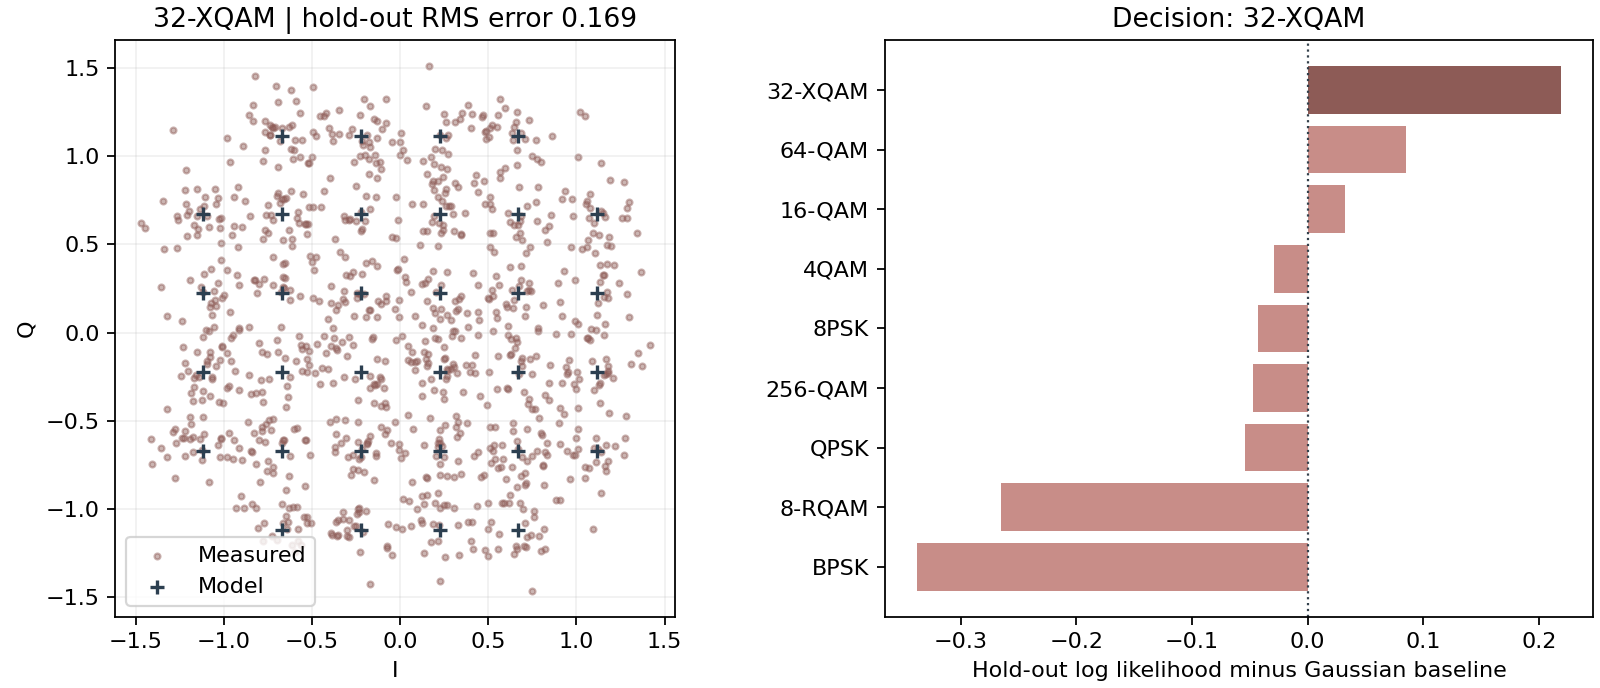 32-XQAM | hold-out RMS error 0.169
1.5
1.0
0.5
0.0
−0.5
−1.0
−1.5
Q
Measured
Model
−1.5
−1.0
−0.5
0.0
0.5
1.0
1.5
I
Decision: 32-XQAM
32-XQAM
64-QAM
16-QAM
4QAM
8PSK
256-QAM
QPSK
8-RQAM
BPSK
−0.3
−0.2
−0.1
0.0
0.1
0.2
Hold-out log likelihood minus Gaussian baseline